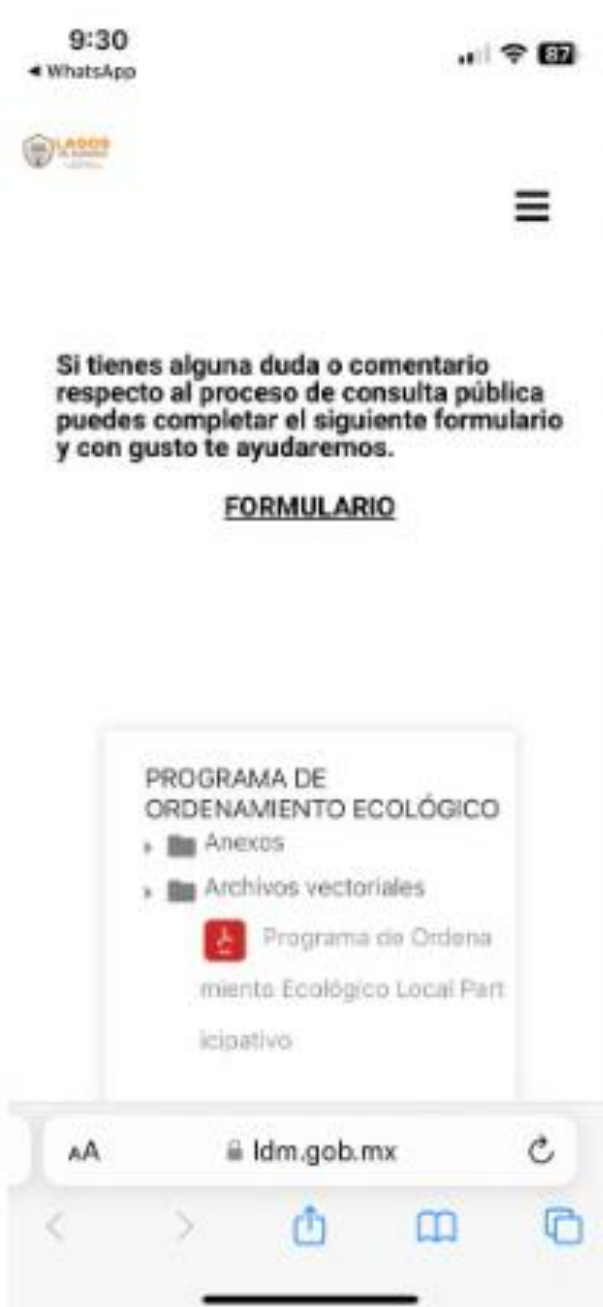 9:30
◀ WhatsApp
87
LAGOS
Si tienes alguna duda o comentario
respecto al proceso de consulta pública
puedes completar el siguiente formulario
y con gusto te ayudaremos.
FORMULARIO
PROGRAMA DE
ORDENAMIENTO ECOLÓGICO
Anexos
Archivos vectoriales
Programa de Ordena
miento Ecológico Local Part
icipativo
AA
ldm.gob.mx